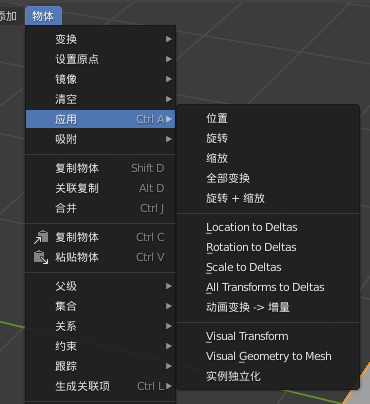 添加 物体
变换
设置原点
镜像
清空
应用 Ctrl A
吸附
复制物体 Shift D
关联复制 Alt D
合并 Ctrl J
复制物体 Ctrl C
粘贴物体 Ctrl V
父级
集合
关系
约束
跟踪
生成关联项 Ctrl L
位置
旋转
缩放
全部变换
旋转 + 缩放
Location to Deltas
Rotation to Deltas
Scale to Deltas
All Transforms to Deltas
动画变换 -> 增量
Visual Transform
Visual Geometry to Mesh
实例独立化